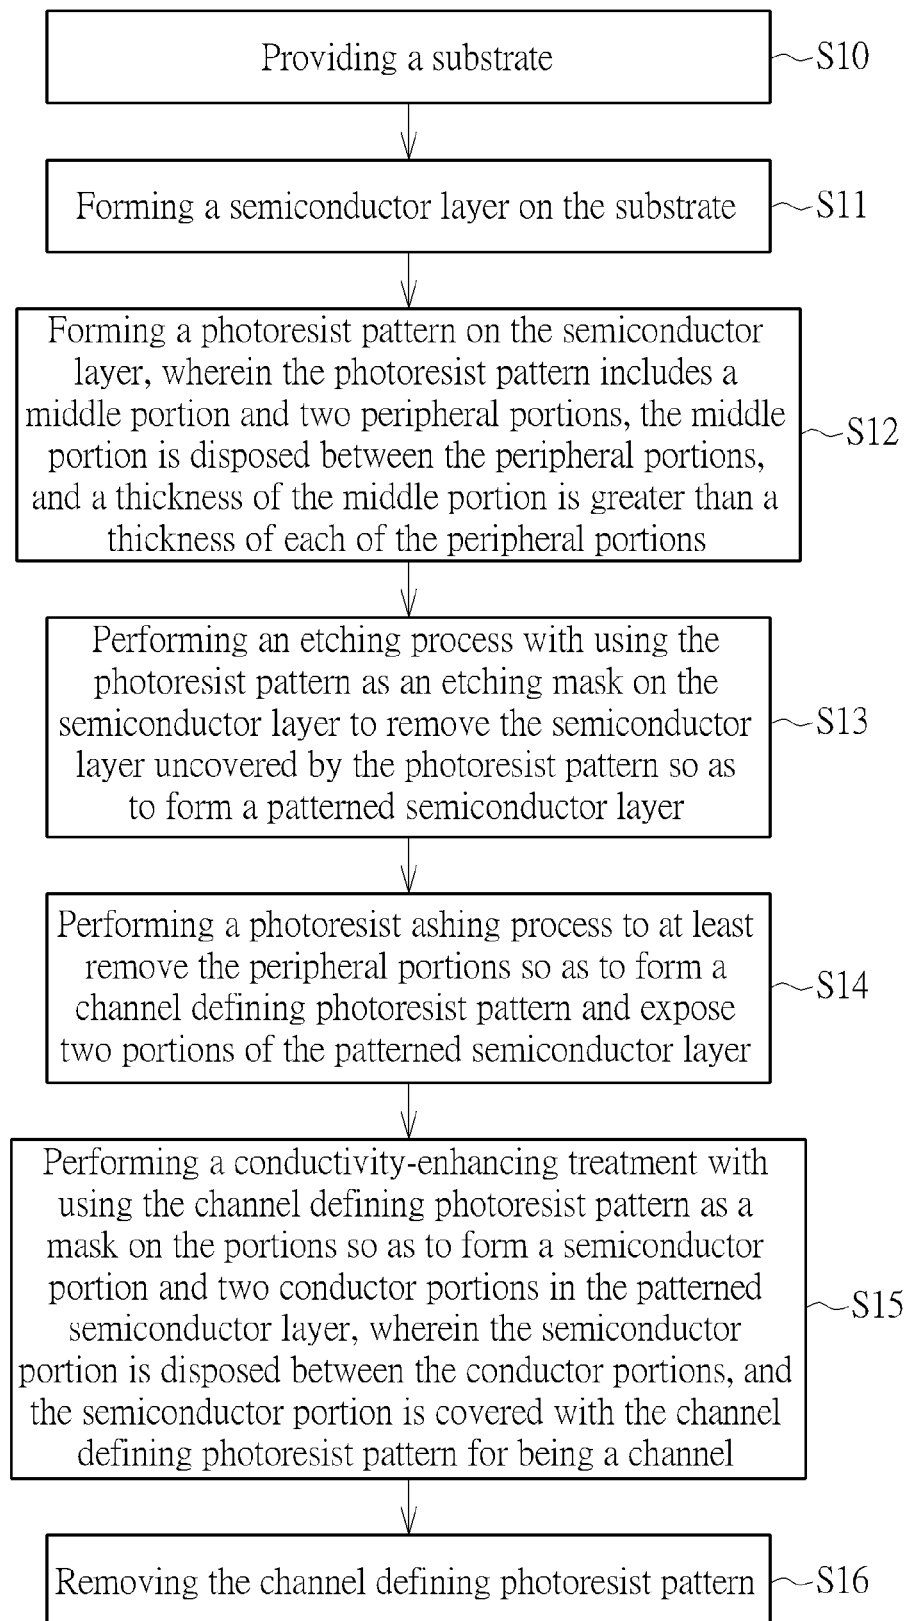 Providing a substrate
S10
Forming a semiconductor layer on the substrate
S11
Forming a photoresist pattern on the semiconductor
layer, wherein the photoresist pattern includes a
middle portion and two peripheral portions, the middle
portion is disposed between the peripheral portions,
and a thickness of the middle portion is greater than a
thickness of each of the peripheral portions
S12
Performing an etching process with using the
photoresist pattern as an etching mask on the
semiconductor layer to remove the semiconductor
layer uncovered by the photoresist pattern so as
to form a patterned semiconductor layer
S13
Performing a photoresist ashing process to at least
remove the peripheral portions so as to form a
channel defining photoresist pattern and expose
two portions of the patterned semiconductor layer
S14
Performing a conductivity-enhancing treatment with
using the channel defining photoresist pattern as a
mask on the portions so as to form a semiconductor
portion and two conductor portions in the patterned
semiconductor layer, wherein the semiconductor
portion is disposed between the conductor portions, and
the semiconductor portion is covered with the channel
defining photoresist pattern for being a channel
S15
Removing the channel defining photoresist pattern
S16